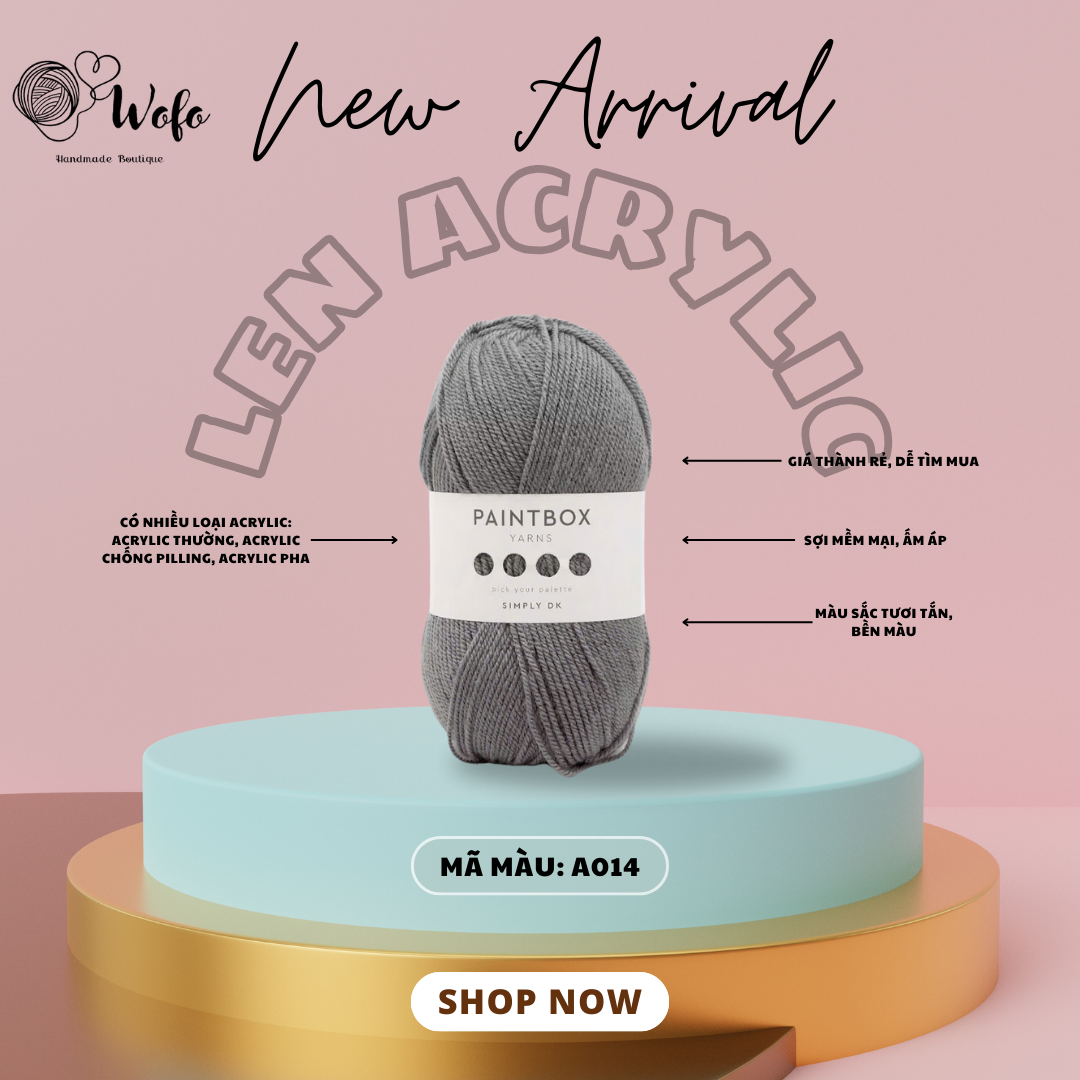 Wofo
Handmade Boutique
New Arrival
LEN ACRYLIC
GIÁ THÀNH RẺ, DỄ TÌM MUA
CÓ NHIỀU LOẠI ACRYLIC:
ACRYLIC THƯỜNG, ACRYLIC
CHỐNG PILLING, ACRYLIC PHA
SỢI MỀM MẠI, ẤM ÁP
MÀU SẮC TƯƠI TẮN,
BỀN MÀU
PAINTBOX
YARNS
pick your palette
SIMPLY DK
MÃ MÀU: A014
SHOP NOW